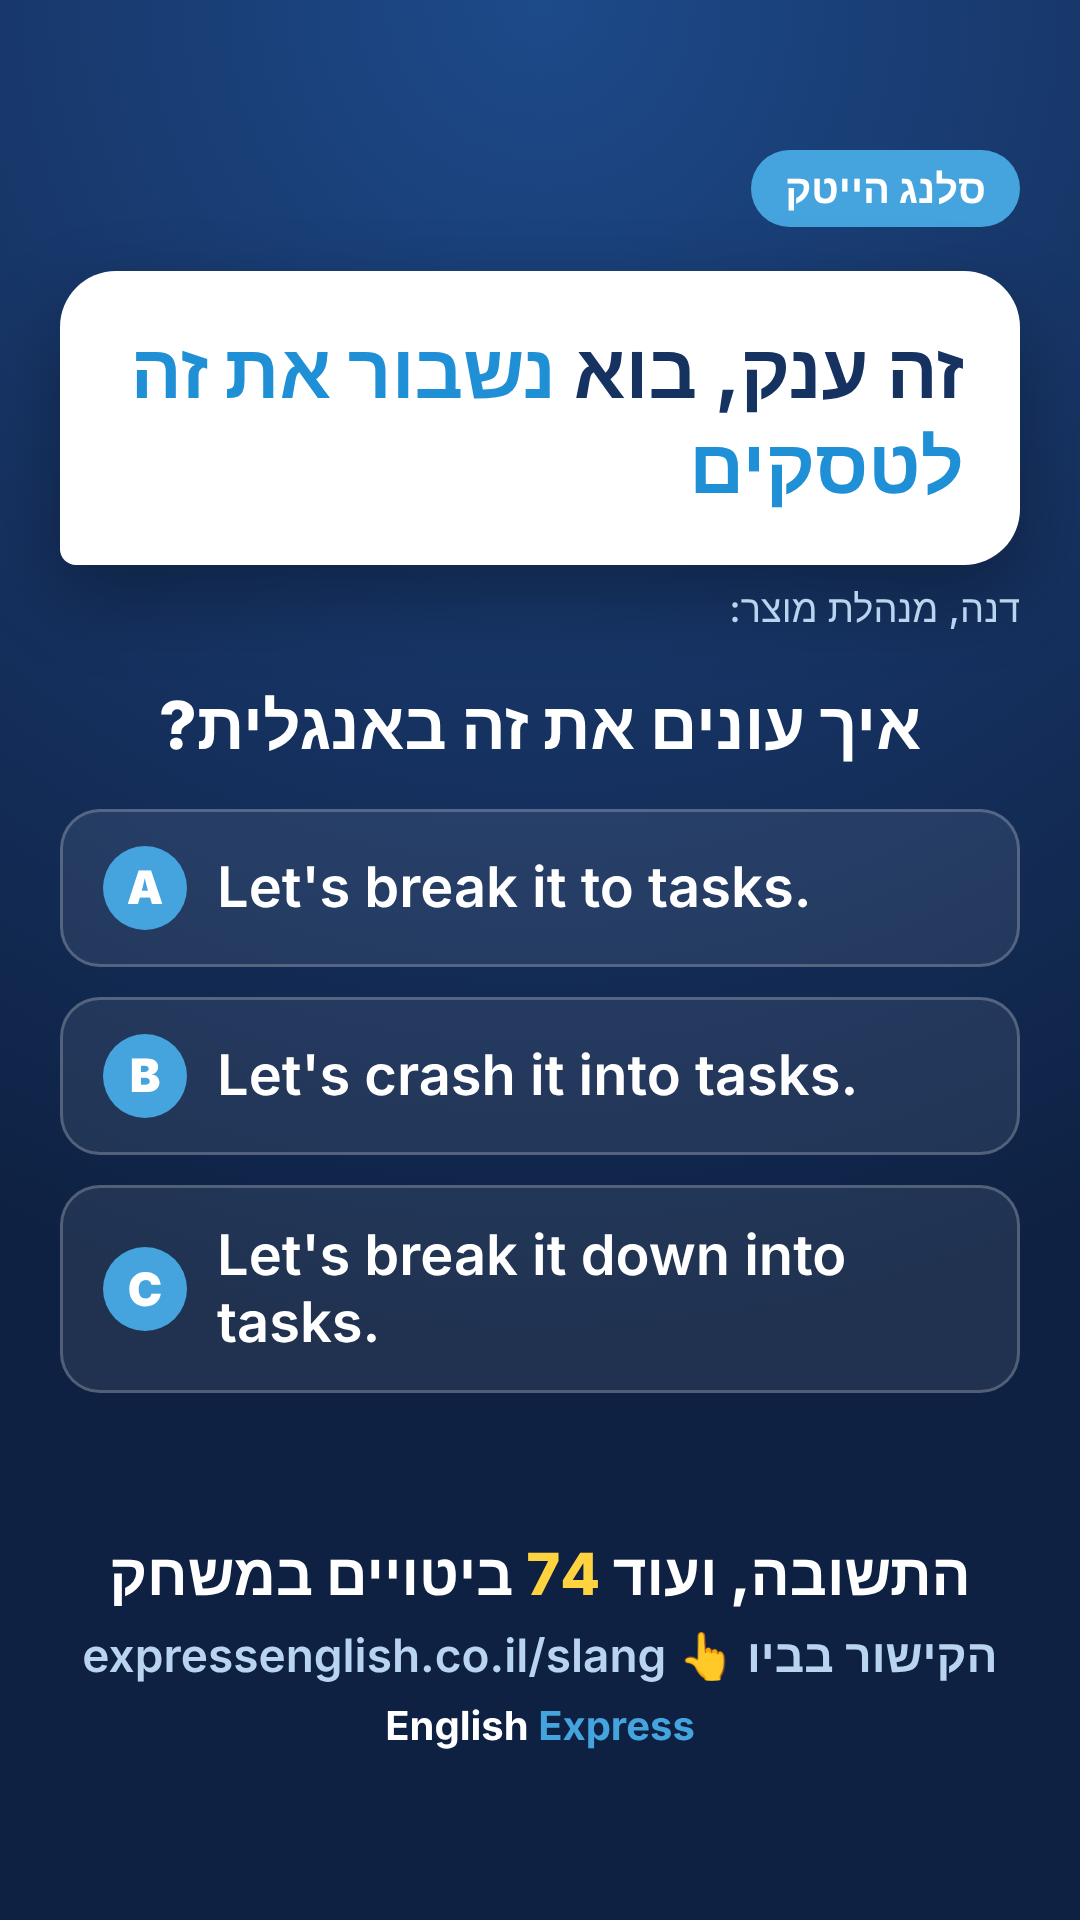 סלנג הייטק
זה ענק, בוא נשבור את זה
לטסקים
דנה, מנהלת מוצר:
איך עונים את זה באנגלית?
A Let's break it to tasks.
B Let's crash it into tasks.
C Let's break it down into
tasks.
התשובה, ועוד 74 ביטויים במשחק
הקישור בביו 👆 expressenglish.co.il/slang
English Express